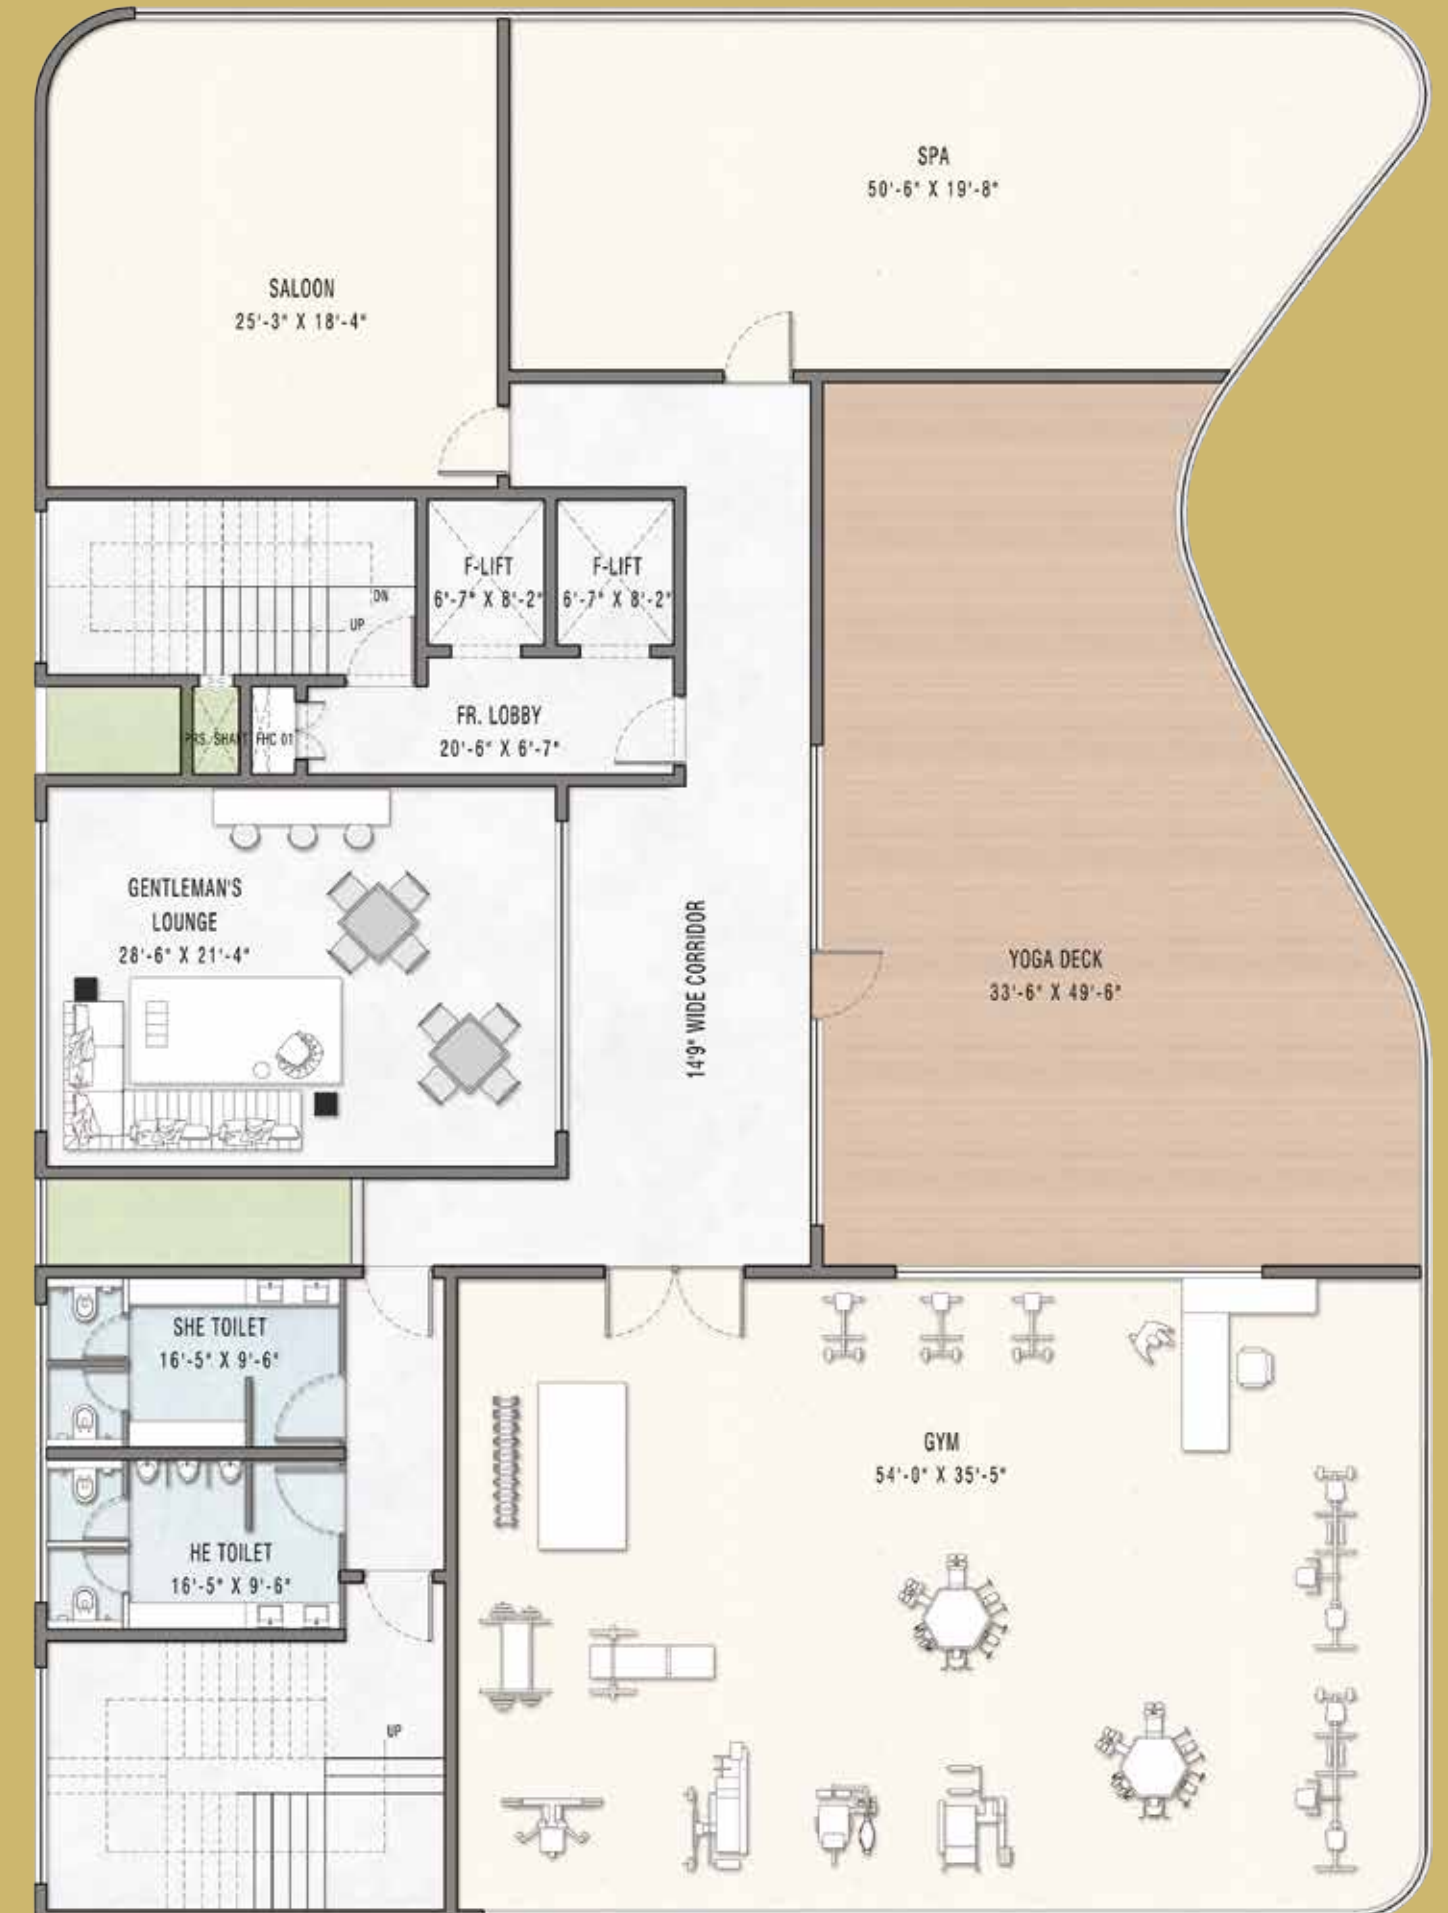 SPA
50'-6" X 19'-8"
SALOON
25'-3" X 18'-4"
F-LIFT
6'-7" X 8'-2"
F-LIFT
6'-7" X 8'-2"
DN
UP
FR. LOBBY
20'-6" X 6'-7"
PRS. SHAFT
FHC 01
GENTLEMAN'S
LOUNGE
28'-6" X 21'-4"
14'9" WIDE CORRIDOR
YOGA DECK
33'-6" X 49'-6"
SHE TOILET
16'-5" X 9'-6"
GYM
54'-0" X 35'-5"
HE TOILET
16'-5" X 9'-6"
UP